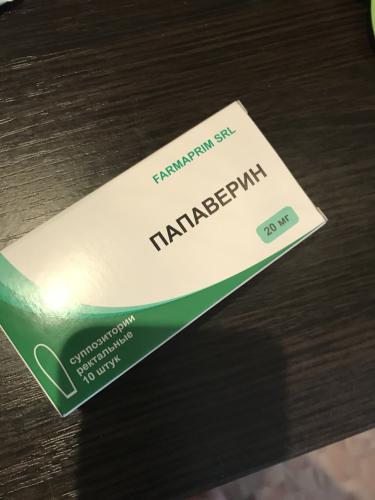 FARMAPRIM SRL
ПАПАВЕРИН
20 мг
суппозитории
ректальные
10 штук